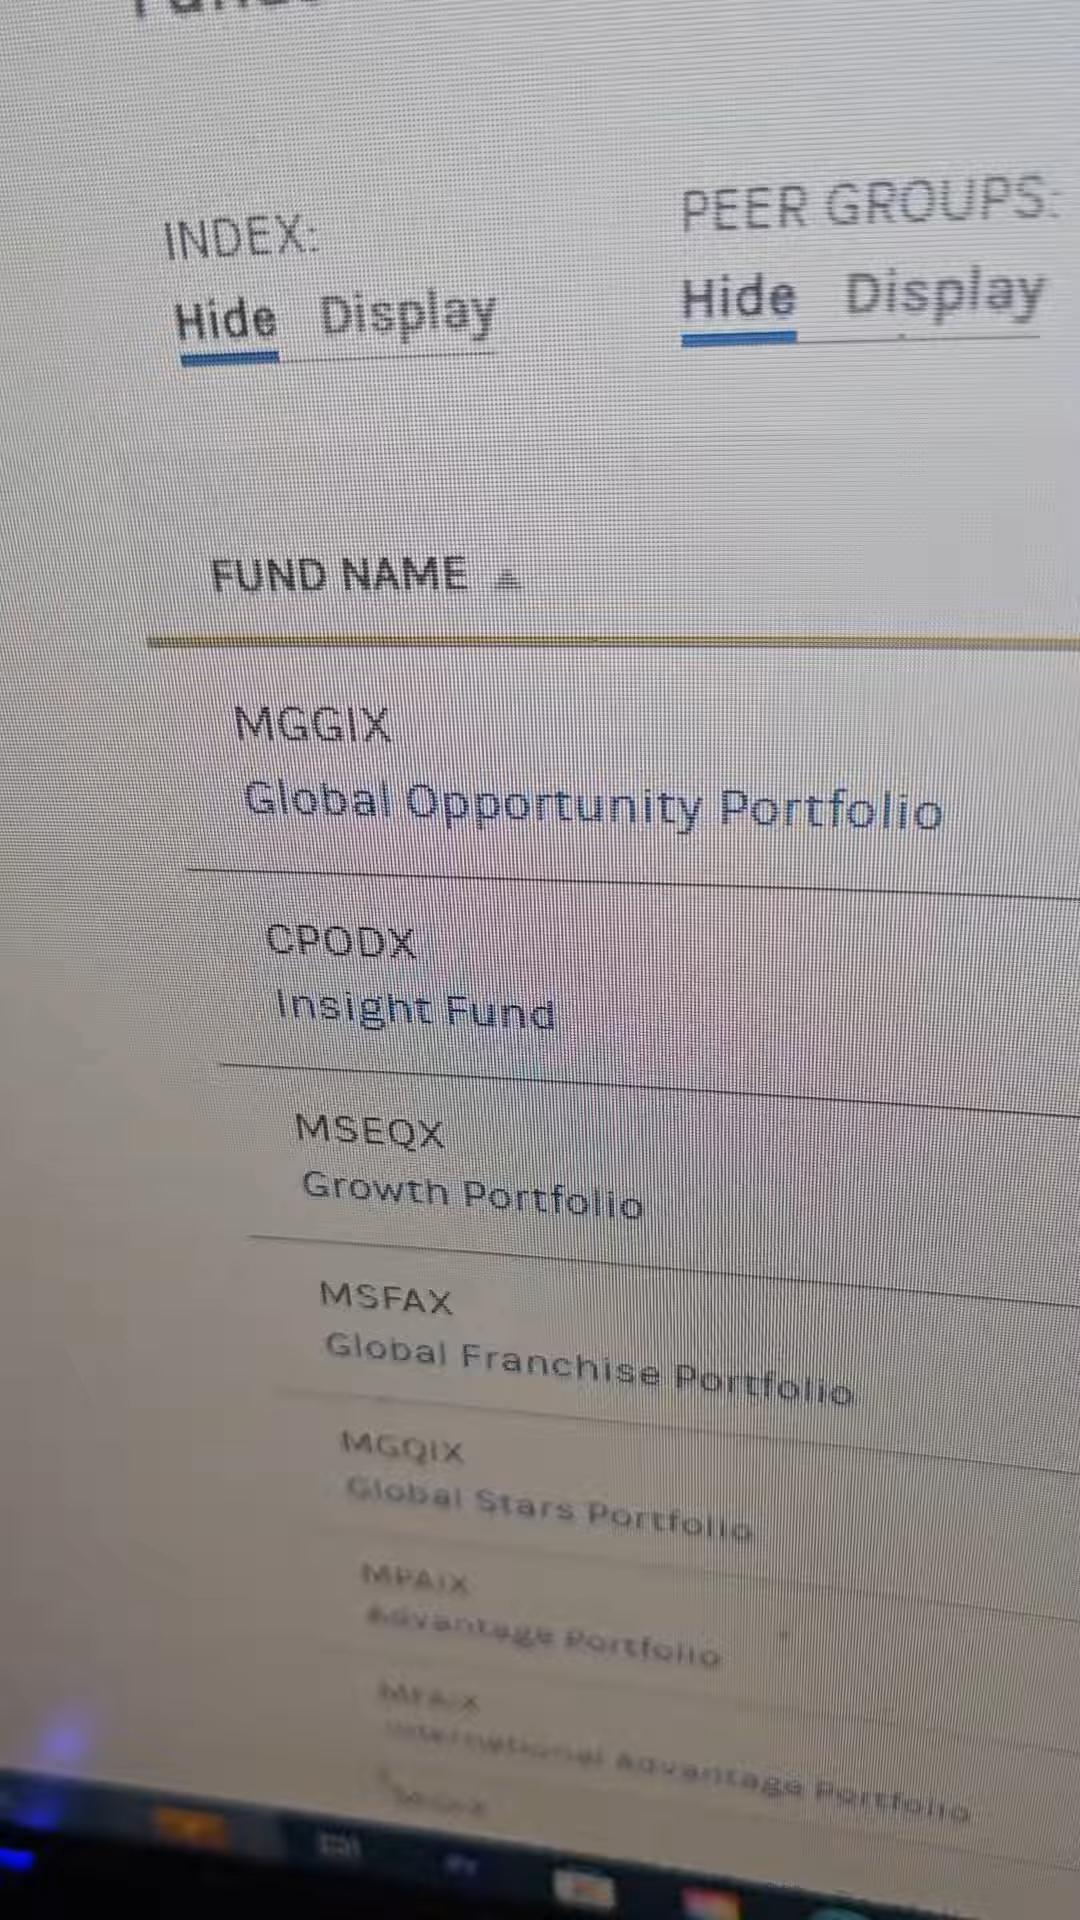 INDEX:
Hide Display
PEER GROUPS:
Hide Display
FUND NAME
MGGIX
Global Opportunity Portfolio
CPODX
Insight Fund
MSEQX
Growth Portfolio
MSFAX
Global Franchise Portfolio
MGQIX
Global Stars Portfolio
MPAIX
Advantage Portfolio
International Advantage Portfolio